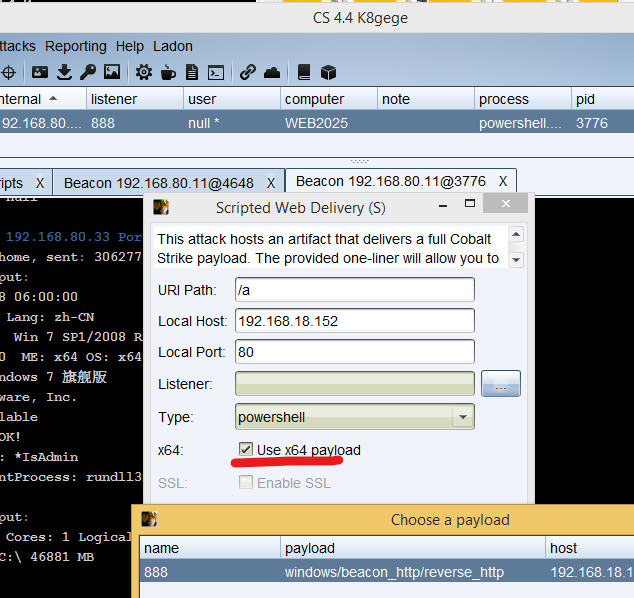 CS 4.4 K8gege
ttacks Reporting Help Ladon
nternal listener user computer note process pid
92.168.80.... 888 null * WEB2025 powershell.... 3776
ripts X Beacon 192.168.80.11@4648 X Beacon 192.168.80.11@3776 X
null
Scripted Web Delivery (S)
192.168.80.33 Por
home, sent: 306277
put:
8 06:00:00
Lang: zh-CN
Win 7 SP1/2008 R
0 ME: x64 OS: x64
ndows 7 旗舰版
ware, Inc.
lable
OK!
: *IsAdmin
ntProcess: rundll3
put:
Cores: 1 Logical
C:\ 46881 MB
This attack hosts an artifact that delivers a full Cobalt
Strike payload. The provided one-liner will allow you to
URI Path: /a
Local Host: 192.168.18.152
Local Port: 80
Listener: ...
Type: powershell
x64: Use x64 payload
SSL: Enable SSL
Choose a payload
name payload host
888 windows/beacon_http/reverse_http 192.168.18.1